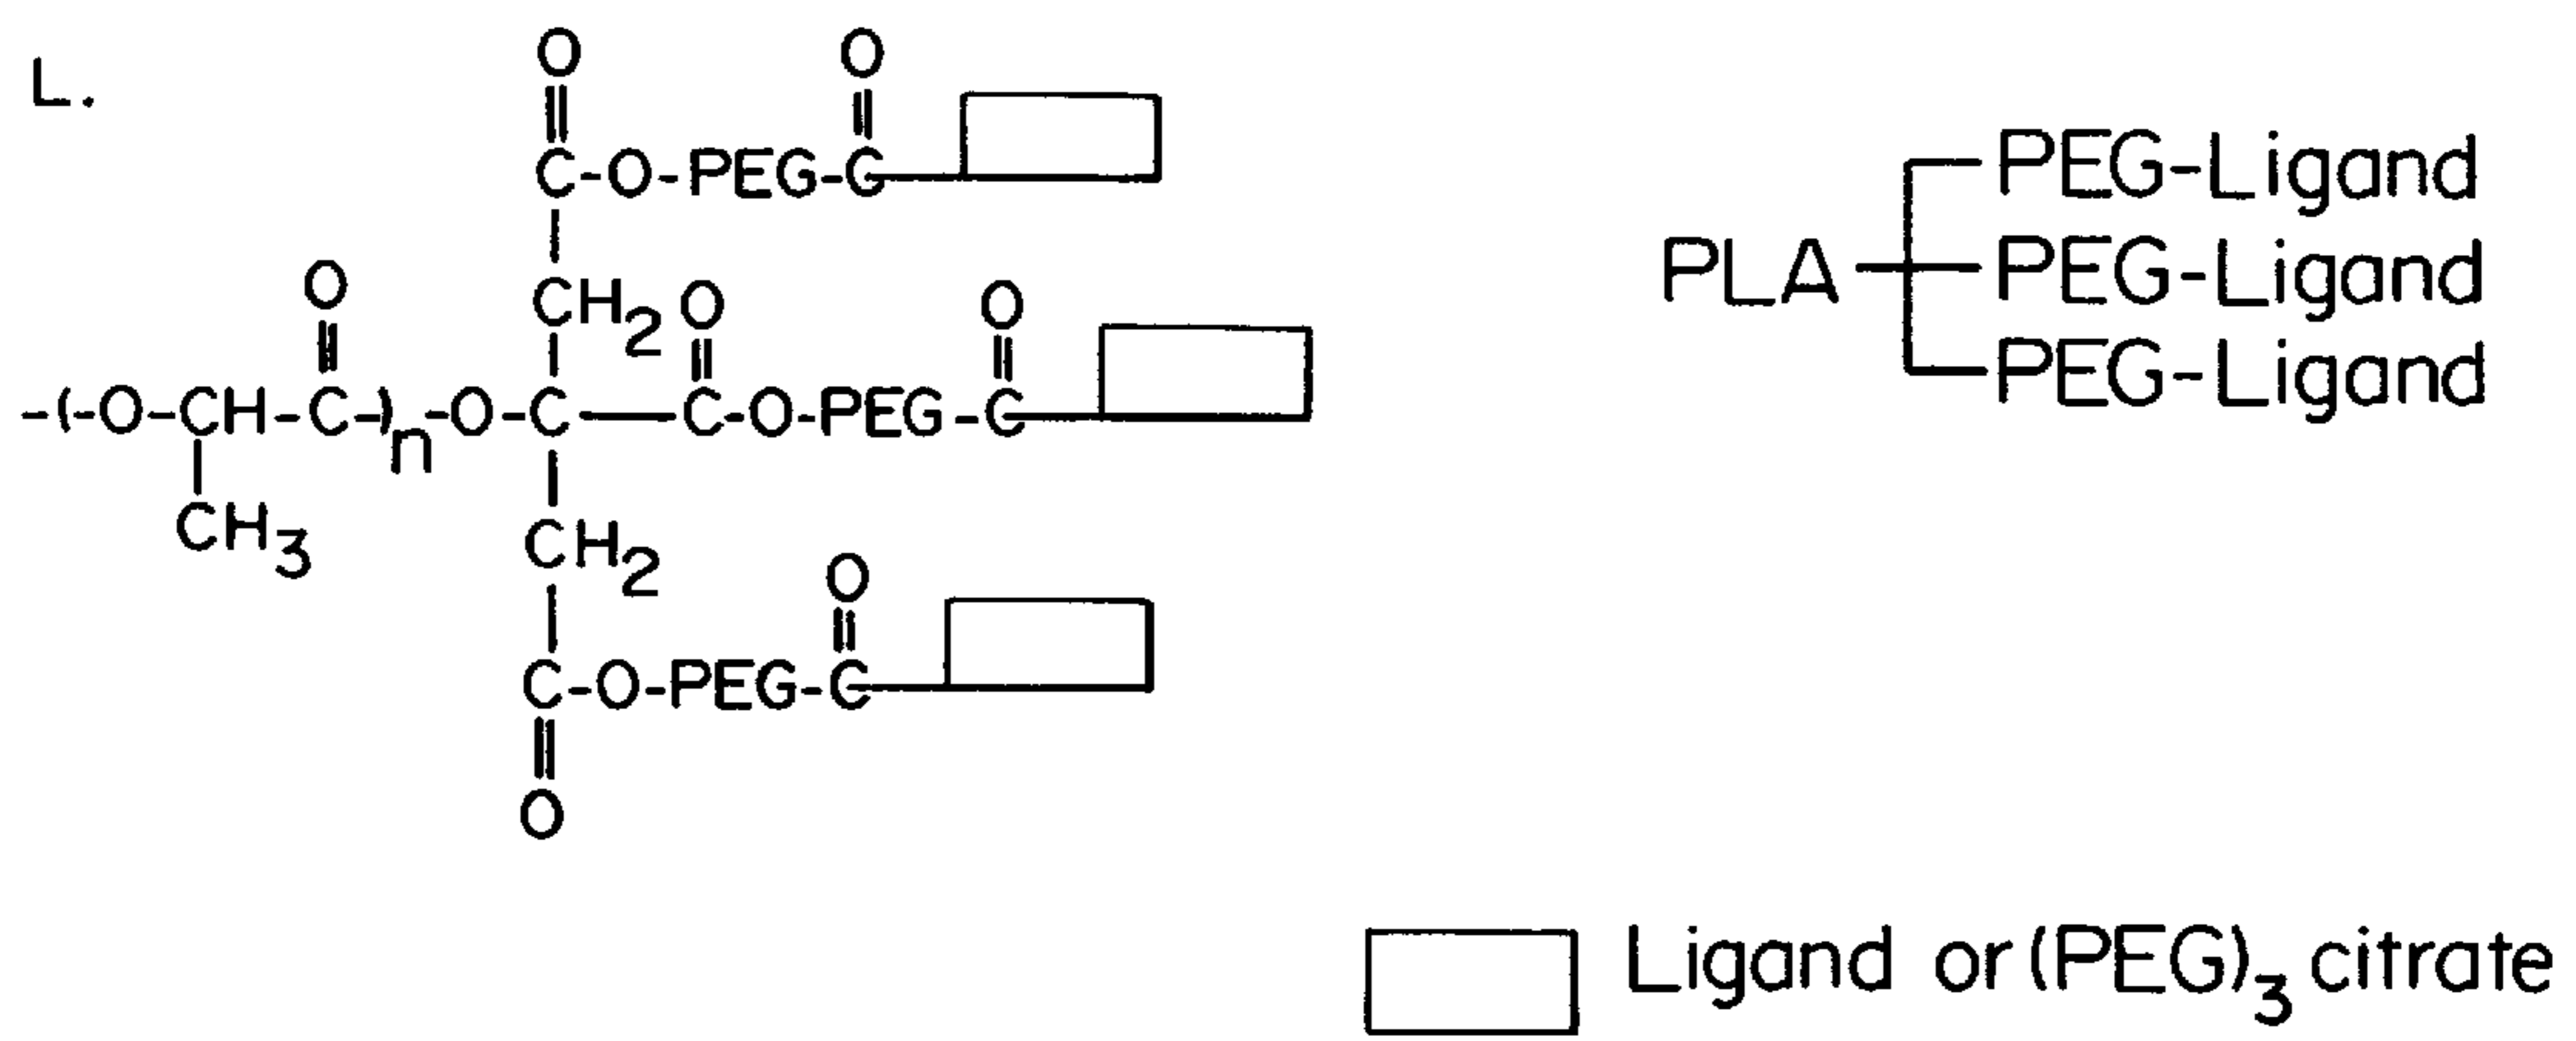 L.
O O
C-O-PEG-C
CH2
O O O
-(-O-CH-C-)n-O-C—C-O-PEG-C
CH3
CH2
O
C-O-PEG-C
O
PLA
PEG-Ligand
PEG-Ligand
PEG-Ligand
Ligand or (PEG)3 citrate